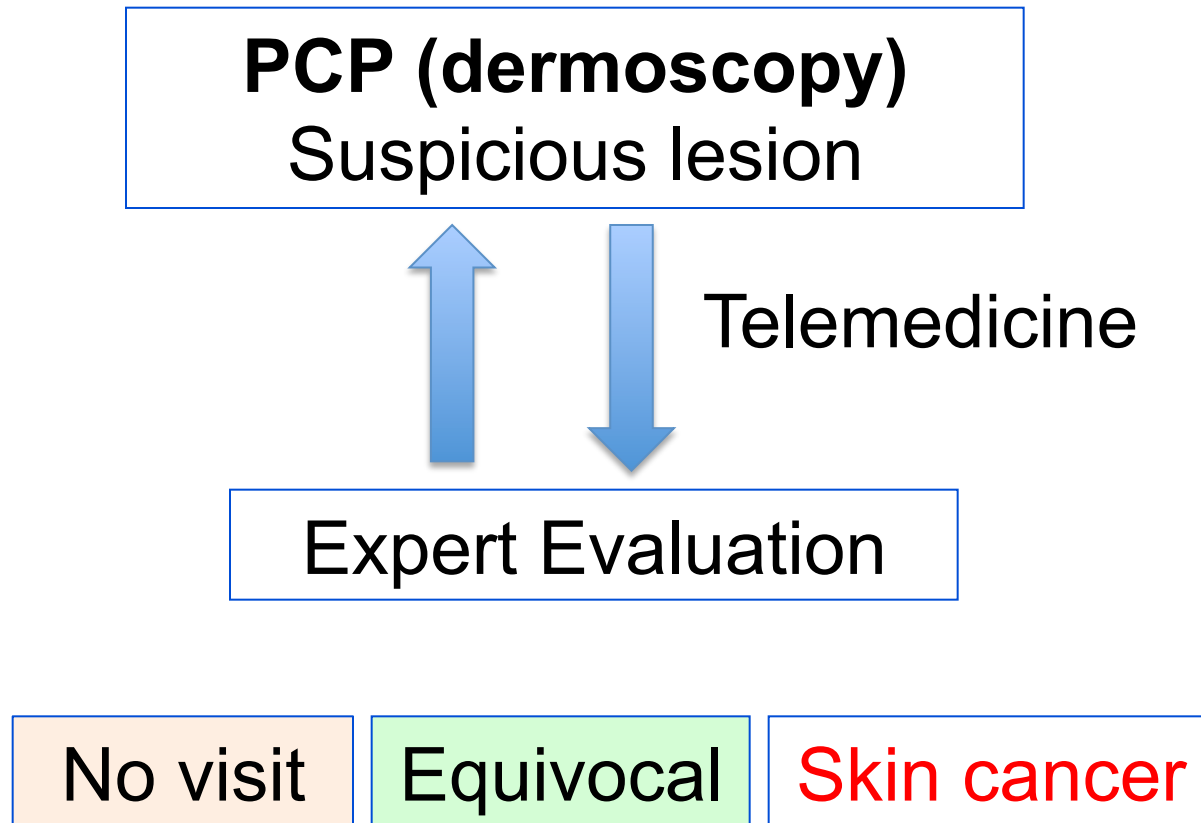 PCP (dermoscopy)
Suspicious lesion
Telemedicine
Expert Evaluation
No visit
Equivocal
Skin cancer